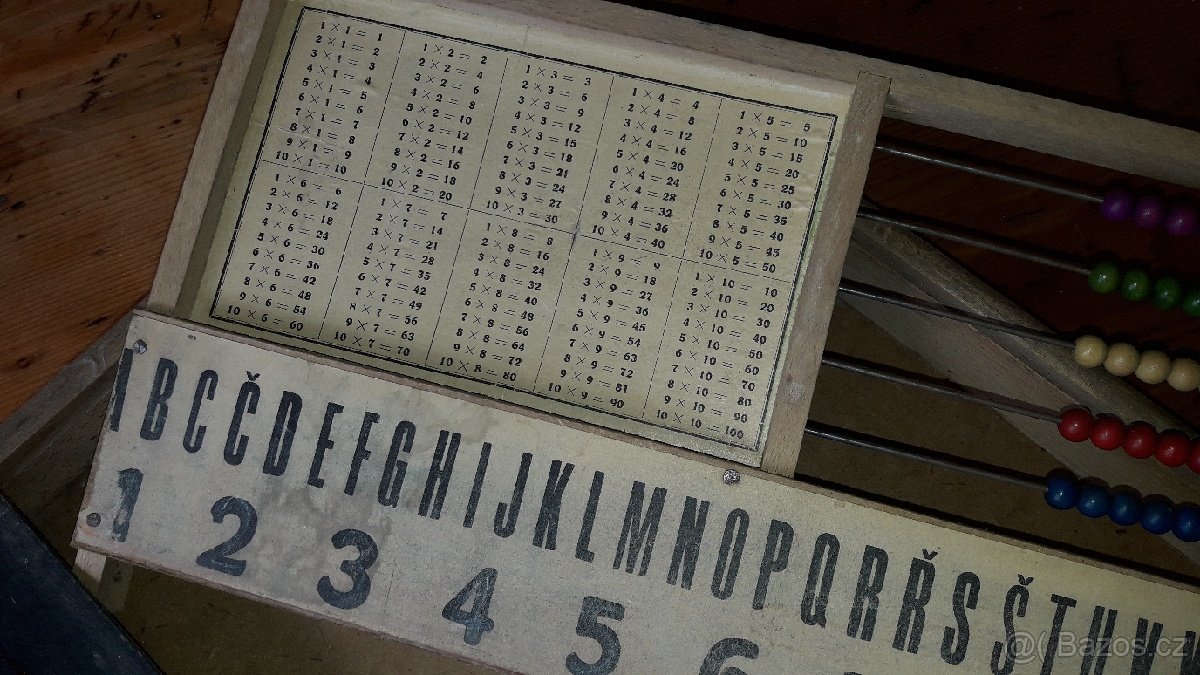 1 × 1 = 1
2 × 1 = 2
3 × 1 = 3
4 × 1 = 4
5 × 1 = 5
6 × 1 = 6
7 × 1 = 7
8 × 1 = 8
9 × 1 = 9
10 × 1 = 10
1 × 2 = 2
2 × 2 = 4
3 × 2 = 6
4 × 2 = 8
5 × 2 = 10
6 × 2 = 12
7 × 2 = 14
8 × 2 = 16
9 × 2 = 18
10 × 2 = 20
1 × 3 = 3
2 × 3 = 6
3 × 3 = 9
4 × 3 = 12
5 × 3 = 15
6 × 3 = 18
7 × 3 = 21
8 × 3 = 24
9 × 3 = 27
10 × 3 = 30
1 × 4 = 4
2 × 4 = 8
3 × 4 = 12
4 × 4 = 16
5 × 4 = 20
6 × 4 = 24
7 × 4 = 28
8 × 4 = 32
9 × 4 = 36
10 × 4 = 40
1 × 5 = 5
2 × 5 = 10
3 × 5 = 15
4 × 5 = 20
5 × 5 = 25
6 × 5 = 30
7 × 5 = 35
8 × 5 = 40
9 × 5 = 45
10 × 5 = 50
1 × 6 = 6
2 × 6 = 12
3 × 6 = 18
4 × 6 = 24
5 × 6 = 30
6 × 6 = 36
7 × 6 = 42
8 × 6 = 48
9 × 6 = 54
10 × 6 = 60
1 × 7 = 7
2 × 7 = 14
3 × 7 = 21
4 × 7 = 28
5 × 7 = 35
6 × 7 = 42
7 × 7 = 49
8 × 7 = 56
9 × 7 = 63
10 × 7 = 70
1 × 8 = 8
2 × 8 = 16
3 × 8 = 24
4 × 8 = 32
5 × 8 = 40
6 × 8 = 48
7 × 8 = 56
8 × 8 = 64
9 × 8 = 72
10 × 8 = 80
1 × 9 = 9
2 × 9 = 18
3 × 9 = 27
4 × 9 = 36
5 × 9 = 45
6 × 9 = 54
7 × 9 = 63
8 × 9 = 72
9 × 9 = 81
10 × 9 = 90
1 × 10 = 10
2 × 10 = 20
3 × 10 = 30
4 × 10 = 40
5 × 10 = 50
6 × 10 = 60
7 × 10 = 70
8 × 10 = 80
9 × 10 = 90
10 × 10 = 100
A B C Č D E F G H I J K L M N O P Q R Ř S Š T U V
1 2 3 4 5 6
@ Bazos.cz